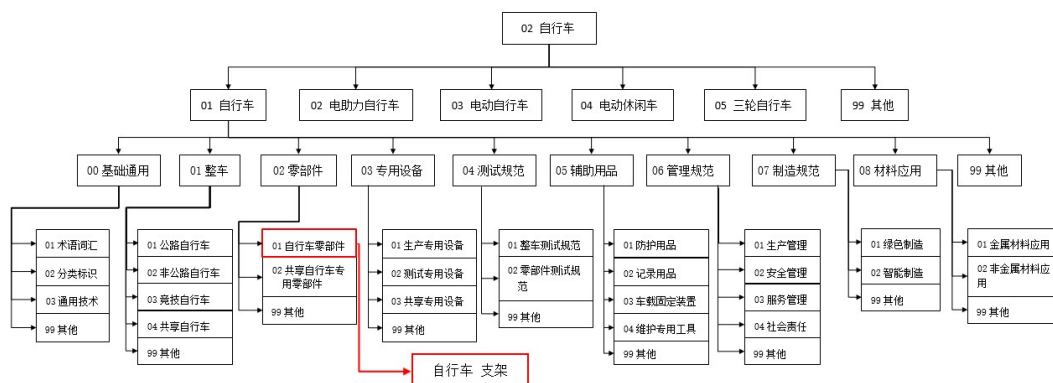 02 自行车
01 自行车
02 电助力自行车
03 电动自行车
04 电动休闲车
05 三轮自行车
99 其他
00 基础通用
01 整车
02 零部件
03 专用设备
04 测试规范
05 辅助用品
06 管理规范
07 制造规范
08 材料应用
99 其他
01 术语词汇
02 分类标识
03 通用技术
99 其他
01 公路自行车
02 非公路自行车
03 竞技自行车
04 共享自行车
99 其他
01 自行车零部件
02 共享自行车专
用零部件
99 其他
01 生产专用设备
02 测试专用设备
03 共享专用设备
99 其他
01 整车测试规范
02 零部件测试规
范
99 其他
01 防护用品
02 记录用品
03 车载固定装置
04 维护专用工具
99 其他
01 生产管理
02 安全管理
03 服务管理
04 社会责任
99 其他
01 绿色制造
02 智能制造
99 其他
01 金属材料应用
02 非金属材料应
用
99 其他
自行车 支架